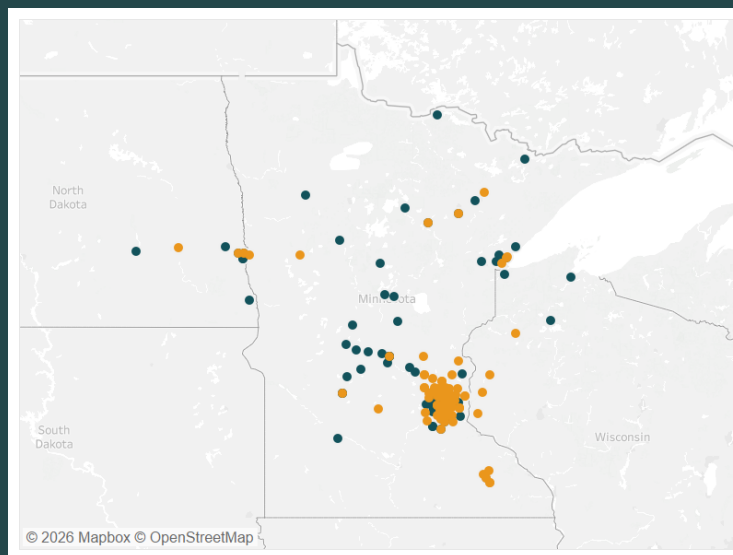 North
Dakota
Minnesota
South
Dakota
Wisconsin
© 2026 Mapbox © OpenStreetMap